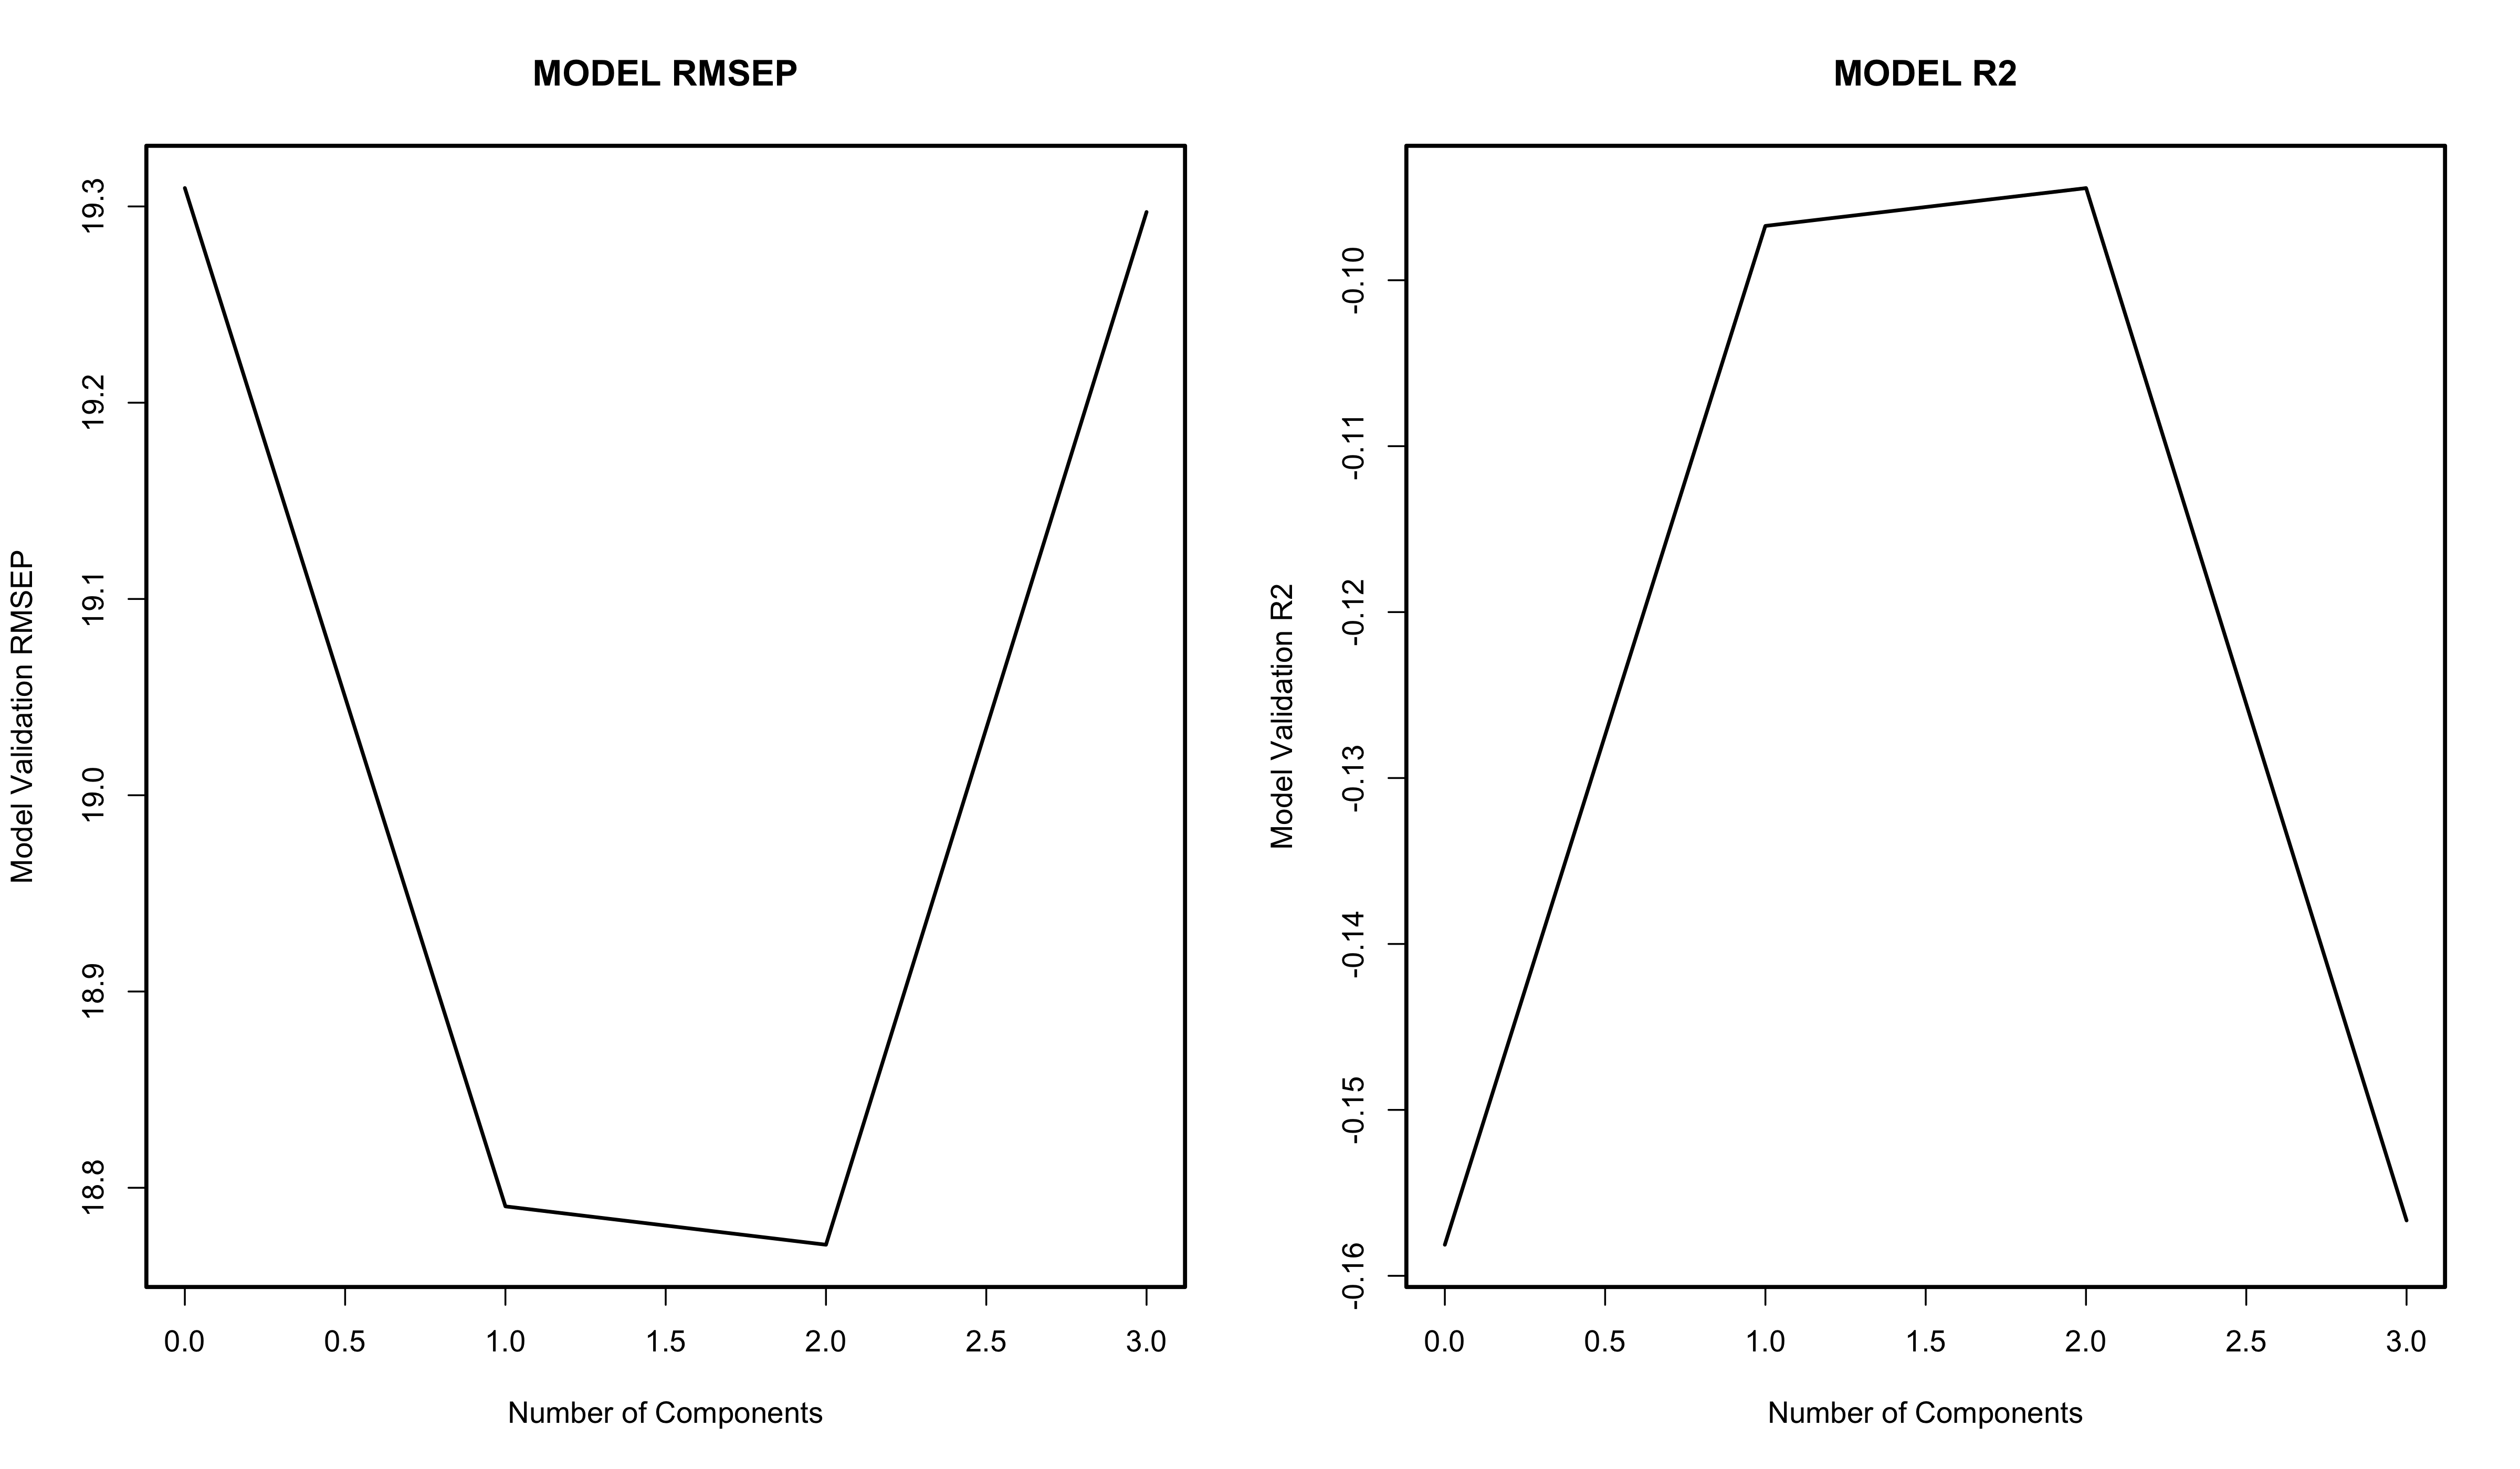 MODEL RMSEP
Model Validation RMSEP
19.3
19.2
19.1
19.0
18.9
18.8
0.0 0.5 1.0 1.5 2.0 2.5 3.0
Number of Components
MODEL R2
Model Validation R2
-0.10
-0.11
-0.12
-0.13
-0.14
-0.15
-0.16
0.0 0.5 1.0 1.5 2.0 2.5 3.0
Number of Components